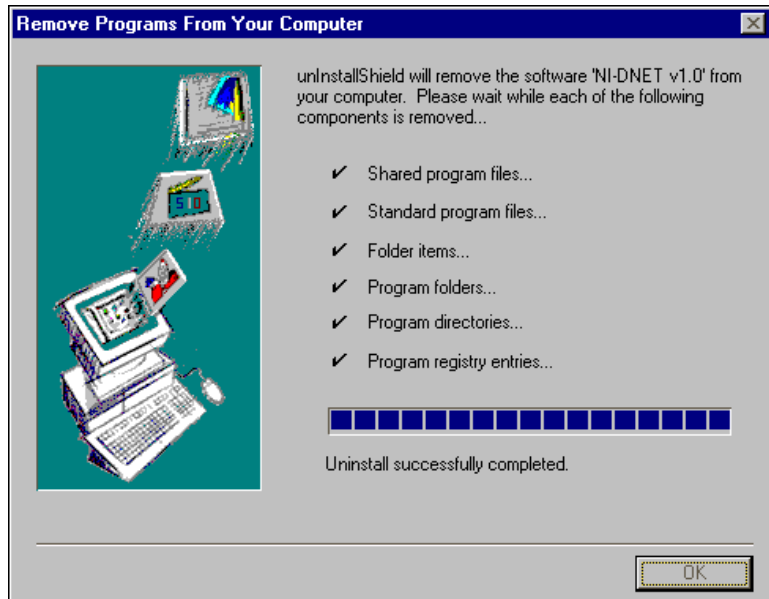 Remove Programs From Your Computer
unInstallShield will remove the software 'NI-DNET v1.0' from
your computer.  Please wait while each of the following
components is removed...
Shared program files...
Standard program files...
Folder items...
Program folders...
Program directories...
Program registry entries...
Uninstall successfully completed.
OK